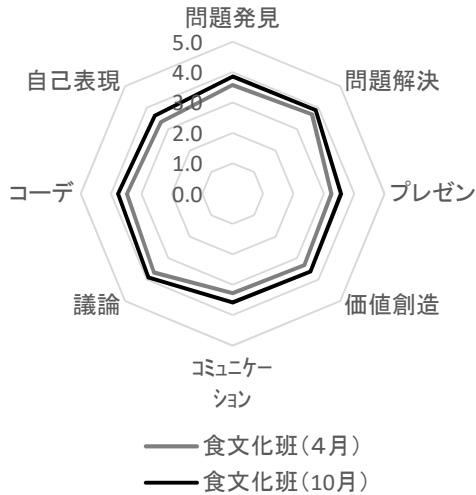 問題発見
問題解決
プレゼン
価値創造
ｺﾐｭﾆｹｰ
ｼｮﾝ
議論
コーデ
自己表現
5.0
4.0
3.0
2.0
1.0
0.0
食文化班（４月）
食文化班（10月）